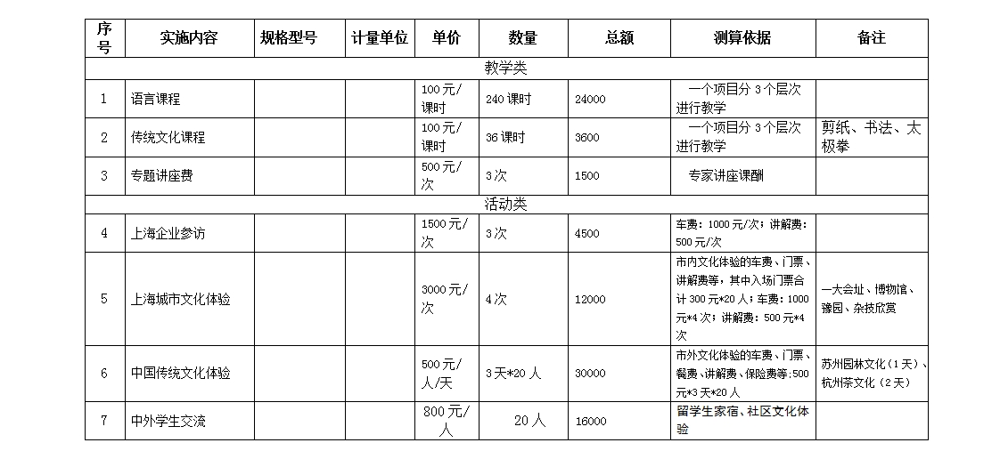 序号 实施内容 规格型号 计量单位 单价 数量 总额 测算依据 备注
教学类
1 语言课程 100元/课时 240课时 24000 一个项目分3个层次进行教学
2 传统文化课程 100元/课时 36课时 3600 一个项目分3个层次进行教学 剪纸、书法、太极拳
3 专题讲座费 500元/次 3次 1500 专家讲座课酬
活动类
4 上海企业参访 1500元/次 3次 4500 车费：1000元/次；讲解费：500元/次
5 上海城市文化体验 3000元/次 4次 12000 市内文化体验的车费、门票、讲解费等，其中入场门票合计300元*20人；车费：1000元*4次；讲解费：500元*4次 一大会址、博物馆、豫园、杂技欣赏
6 中国传统文化体验 500元/人/天 3天*20人 30000 市外文化体验的车费、门票、餐费、讲解费、保险费等;500元*3天*20人 苏州园林文化（1天）、杭州茶文化（2天）
7 中外学生交流 800元/人 20人 16000 留学生家宿、社区文化体验